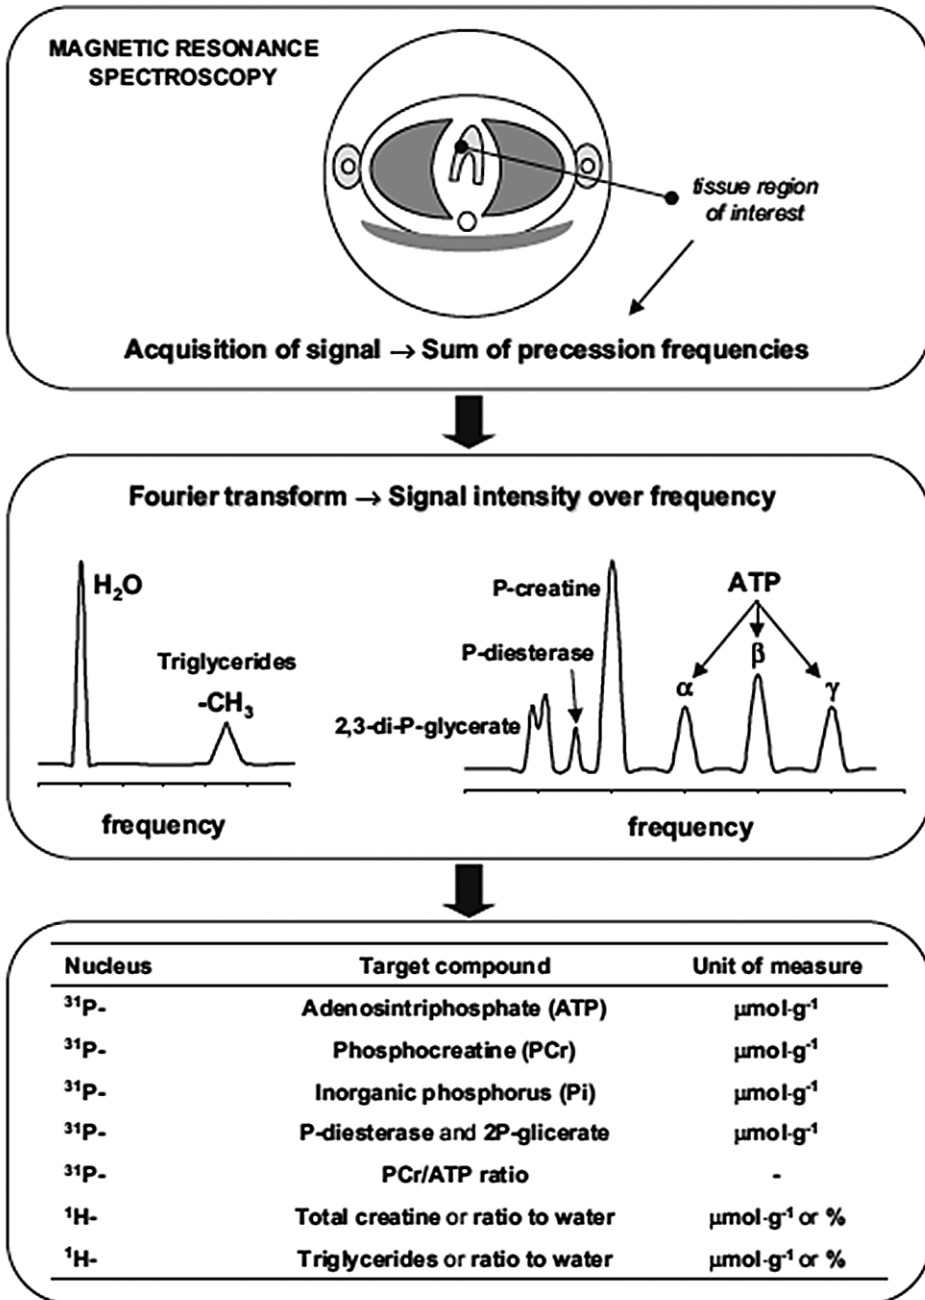 MAGNETIC RESONANCE
SPECTROSCOPY
tissue region
of interest
Acquisition of signal → Sum of precession frequencies
Fourier transform → Signal intensity over frequency
H₂O
Triglycerides
-CH₃
frequency
P-creatine
ATP
P-diesterase
β
α
γ
2,3-di-P-glycerate
frequency
Nucleus Target compound Unit of measure
³¹P- Adenosintriphosphate (ATP) μmol·g⁻¹
³¹P- Phosphocreatine (PCr) μmol·g⁻¹
³¹P- Inorganic phosphorus (Pi) μmol·g⁻¹
³¹P- P-diesterase and 2P-glicerate μmol·g⁻¹
³¹P- PCr/ATP ratio -
¹H- Total creatine or ratio to water μmol·g⁻¹ or %
¹H- Triglycerides or ratio to water μmol·g⁻¹ or %